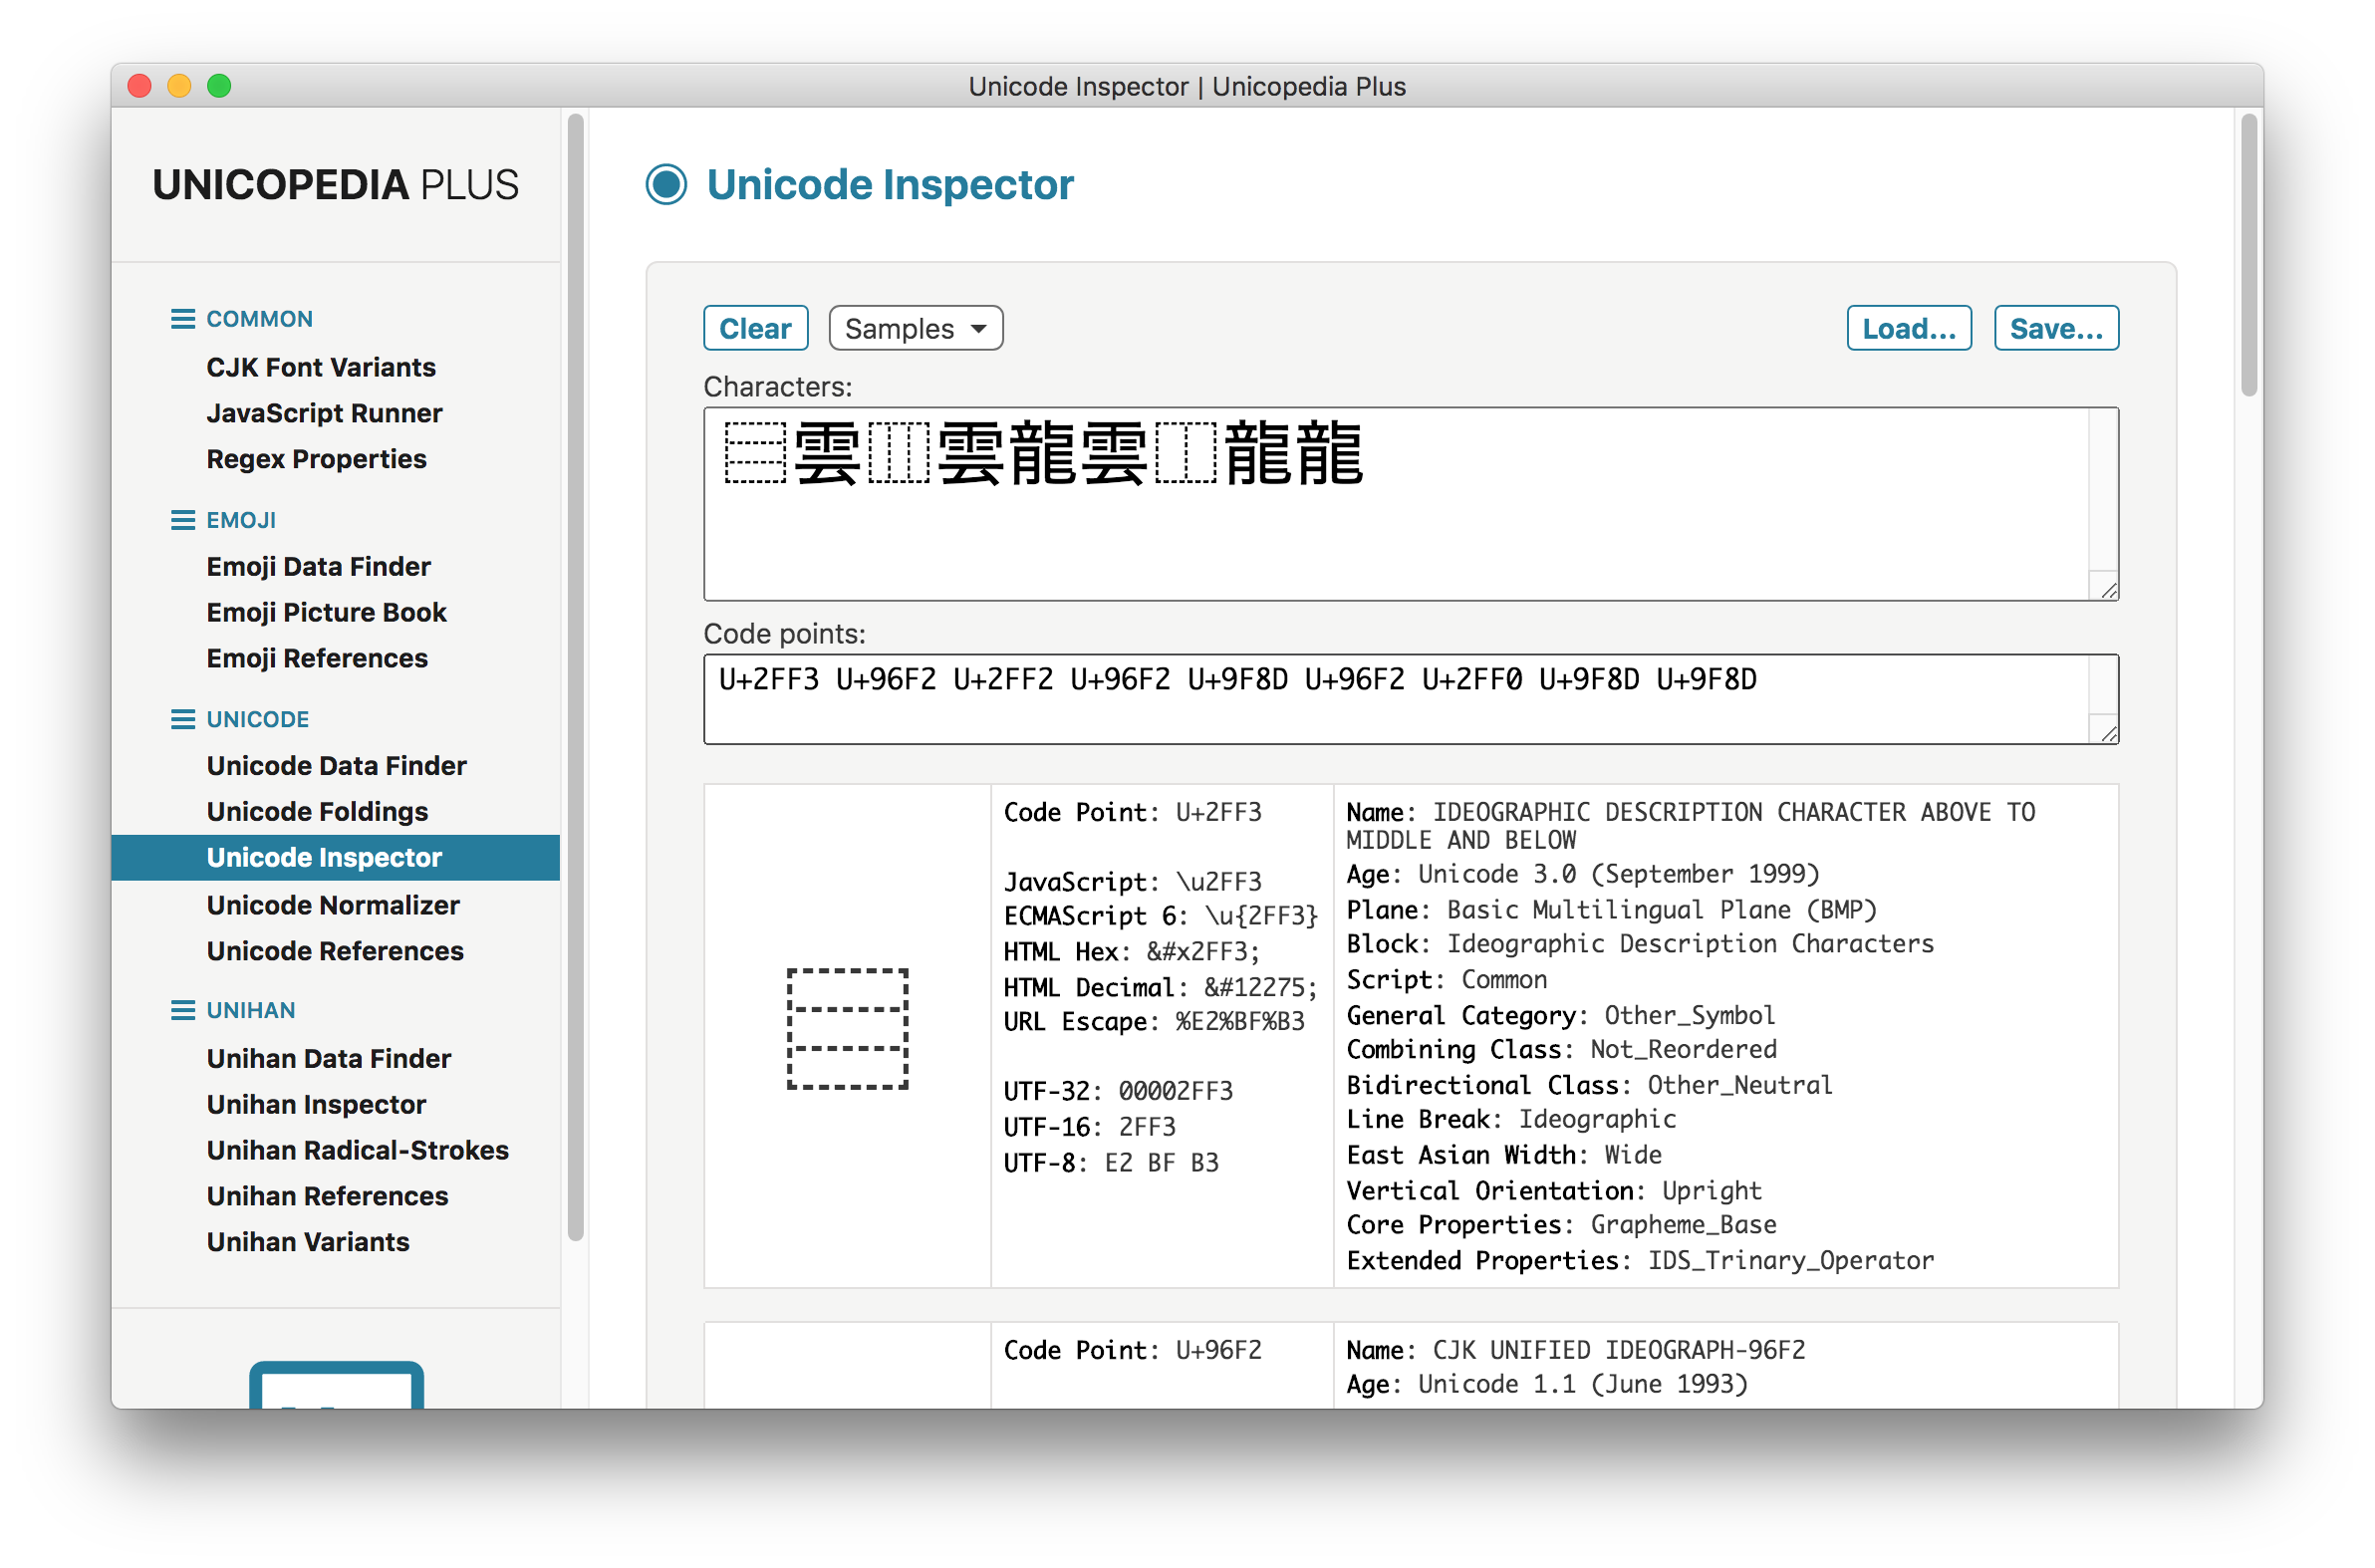 Unicode Inspector | Unicopedia Plus
UNICOPEDIA PLUS
COMMON
CJK Font Variants
JavaScript Runner
Regex Properties
EMOJI
Emoji Data Finder
Emoji Picture Book
Emoji References
UNICODE
Unicode Data Finder
Unicode Foldings
Unicode Inspector
Unicode Normalizer
Unicode References
UNIHAN
Unihan Data Finder
Unihan Inspector
Unihan Radical-Strokes
Unihan References
Unihan Variants
Unicode Inspector
Clear
Samples
Load...
Save...
Characters:
⿳雲⿲雲龍雲⿰龍龍
Code points:
U+2FF3 U+96F2 U+2FF2 U+96F2 U+9F8D U+96F2 U+2FF0 U+9F8D U+9F8D
⿳
Code Point: U+2FF3
JavaScript: \u2FF3
ECMAScript 6: \u{2FF3}
HTML Hex: &#x2FF3;
HTML Decimal: &#12275;
URL Escape: %E2%BF%B3
UTF-32: 00002FF3
UTF-16: 2FF3
UTF-8: E2 BF B3
Name: IDEOGRAPHIC DESCRIPTION CHARACTER ABOVE TO
MIDDLE AND BELOW
Age: Unicode 3.0 (September 1999)
Plane: Basic Multilingual Plane (BMP)
Block: Ideographic Description Characters
Script: Common
General Category: Other_Symbol
Combining Class: Not_Reordered
Bidirectional Class: Other_Neutral
Line Break: Ideographic
East Asian Width: Wide
Vertical Orientation: Upright
Core Properties: Grapheme_Base
Extended Properties: IDS_Trinary_Operator
Code Point: U+96F2
Name: CJK UNIFIED IDEOGRAPH-96F2
Age: Unicode 1.1 (June 1993)